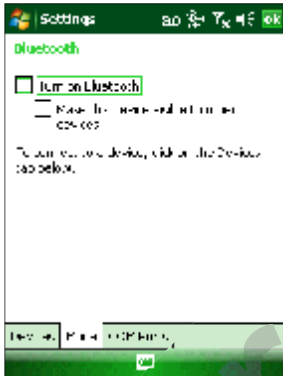 Settings ok
Bluetooth
Turn on Bluetooth
Make this device visible to other
devices
To connect to a device, click on the Devices
tab below.
Devices Mode COM Ports